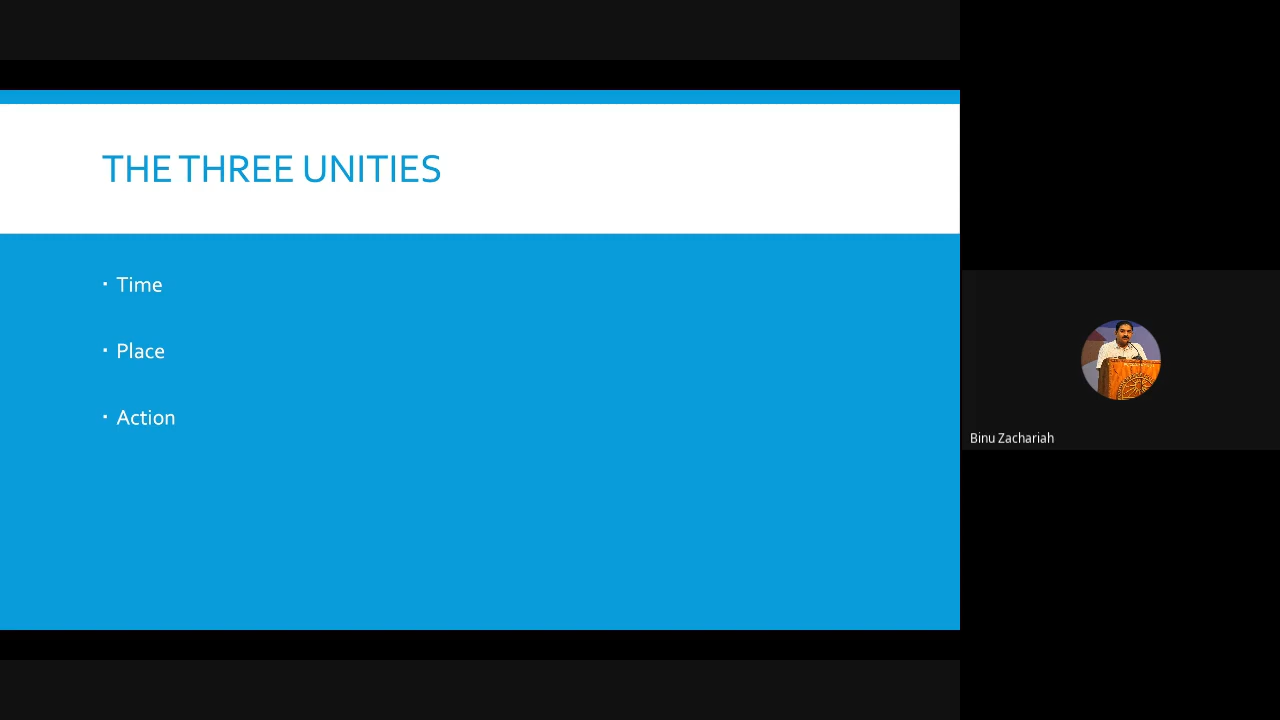 THE THREE UNITIES
▪ Time
▪ Place
▪ Action
Binu Zachariah